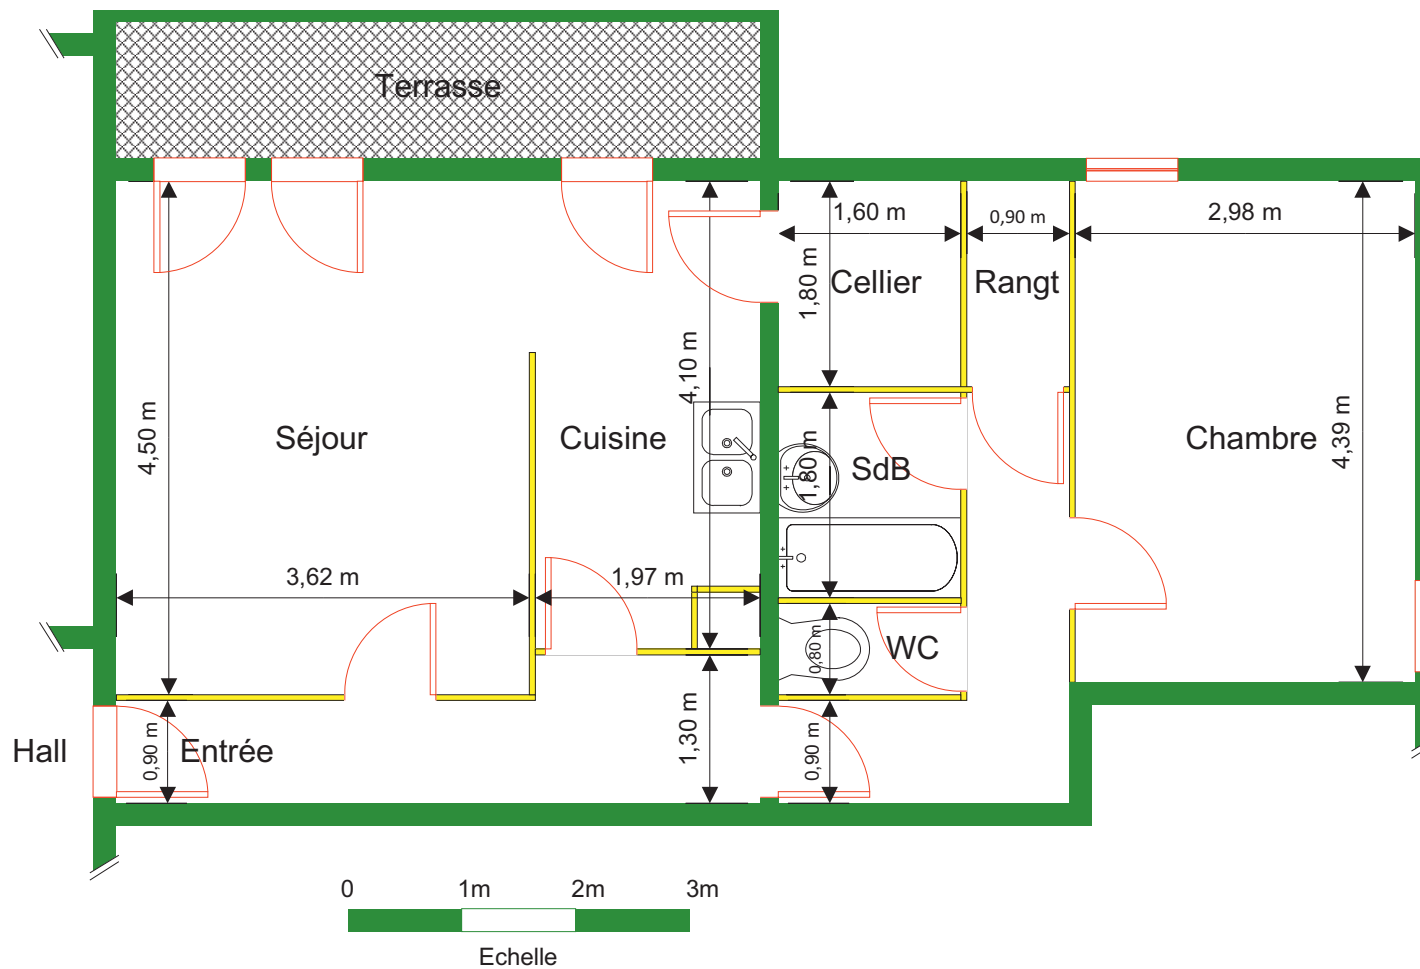 Terrasse
1,60 m
0,90 m
2,98 m
1,80 m
Cellier
Rangt
4,10 m
4,50 m
Séjour
Cuisine
1,80 m
SdB
Chambre
4,39 m
3,62 m
1,97 m
0,80 m
WC
Hall
0,90 m
Entrée
1,30 m
0,90 m
0 1m 2m 3m
Echelle